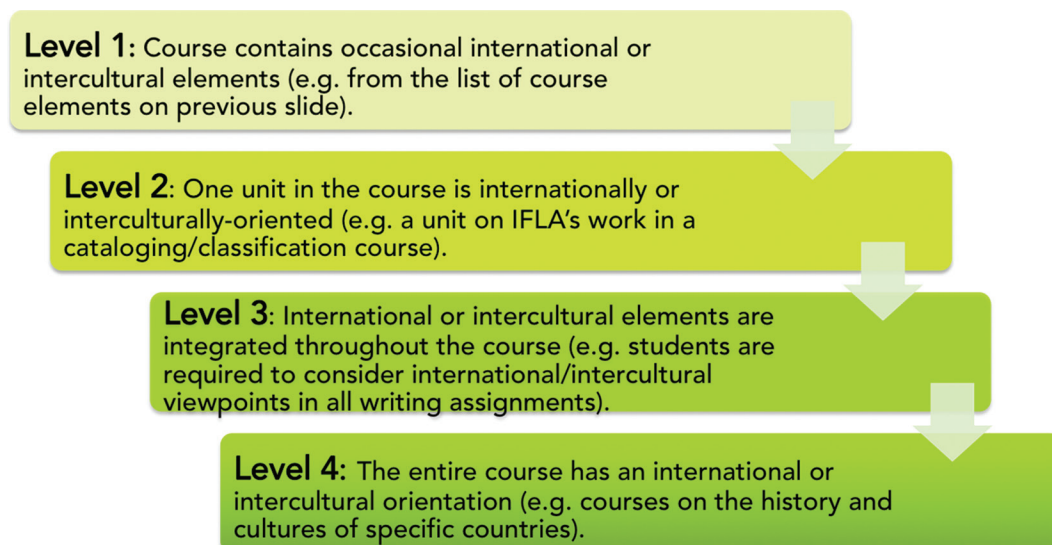 Level 1: Course contains occasional international or
intercultural elements (e.g. from the list of course
elements on previous slide).
Level 2: One unit in the course is internationally or
interculturally-oriented (e.g. a unit on IFLA's work in a
cataloging/classification course).
Level 3: International or intercultural elements are
integrated throughout the course (e.g. students are
required to consider international/intercultural
viewpoints in all writing assignments).
Level 4: The entire course has an international or
intercultural orientation (e.g. courses on the history and
cultures of specific countries).